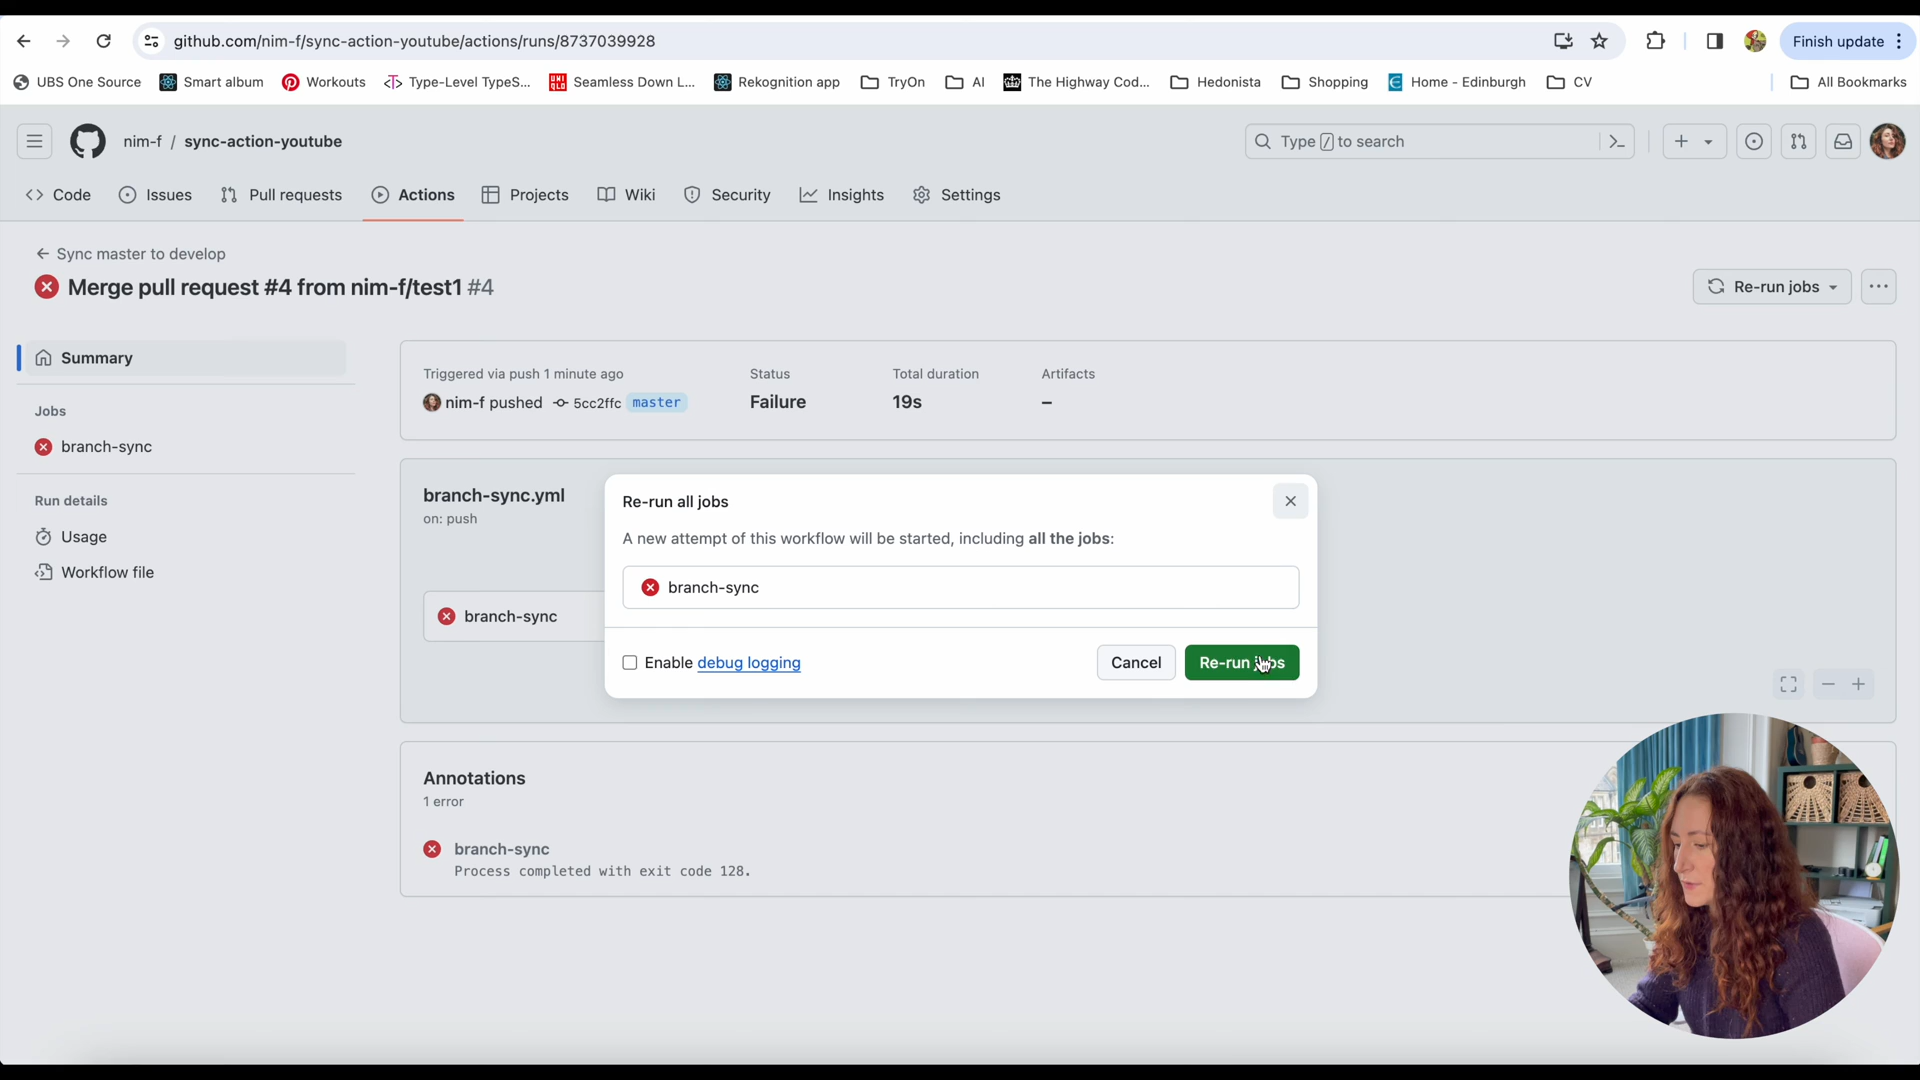 github.com/nim-f/sync-action-youtube/actions/runs/8737039928
Finish update
UBS One Source
Smart album
Workouts
Type-Level TypeS...
Seamless Down L...
Rekognition app
TryOn
AI
The Highway Cod...
Hedonista
Shopping
Home - Edinburgh
CV
All Bookmarks
nim-f / sync-action-youtube
Type / to search
Code
Issues
Pull requests
Actions
Projects
Wiki
Security
Insights
Settings
Sync master to develop
Merge pull request #4 from nim-f/test1 #4
Re-run jobs
Summary
Jobs
branch-sync
Run details
Usage
Workflow file
Triggered via push 1 minute ago
nim-f pushed 5cc2ffc master
Status
Failure
Total duration
19s
Artifacts
–
branch-sync.yml
on: push
branch-sync
Re-run all jobs
A new attempt of this workflow will be started, including all the jobs:
branch-sync
Enable debug logging
Cancel
Re-run jobs
Annotations
1 error
branch-sync
Process completed with exit code 128.